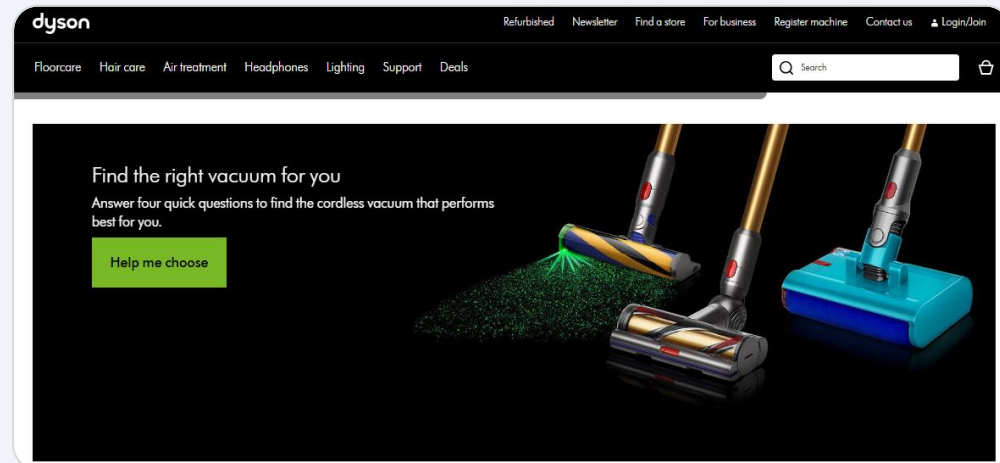 dyson
Refurbished Newsletter Find a store For business Register machine Contact us Login/Join
Floorcare Hair care Air treatment Headphones Lighting Support Deals Search
Find the right vacuum for you
Answer four quick questions to find the cordless vacuum that performs
best for you.
Help me choose